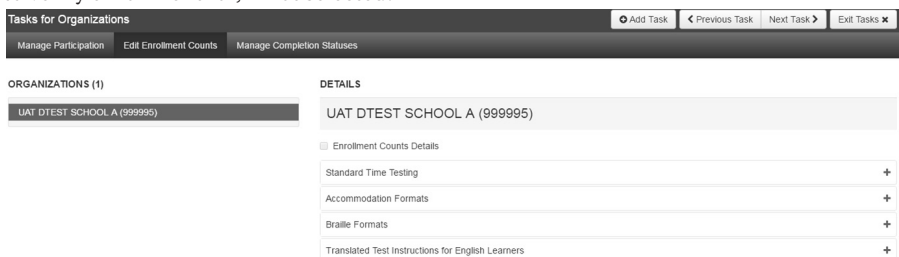 Tasks for Organizations
Add Task
Previous Task
Next Task
Exit Tasks
Manage Participation
Edit Enrollment Counts
Manage Completion Statuses
ORGANIZATIONS (1)
UAT DTEST SCHOOL A (999995)
DETAILS
UAT DTEST SCHOOL A (999995)
Enrollment Counts Details
Standard Time Testing
Accommodation Formats
Braille Formats
Translated Test Instructions for English Learners